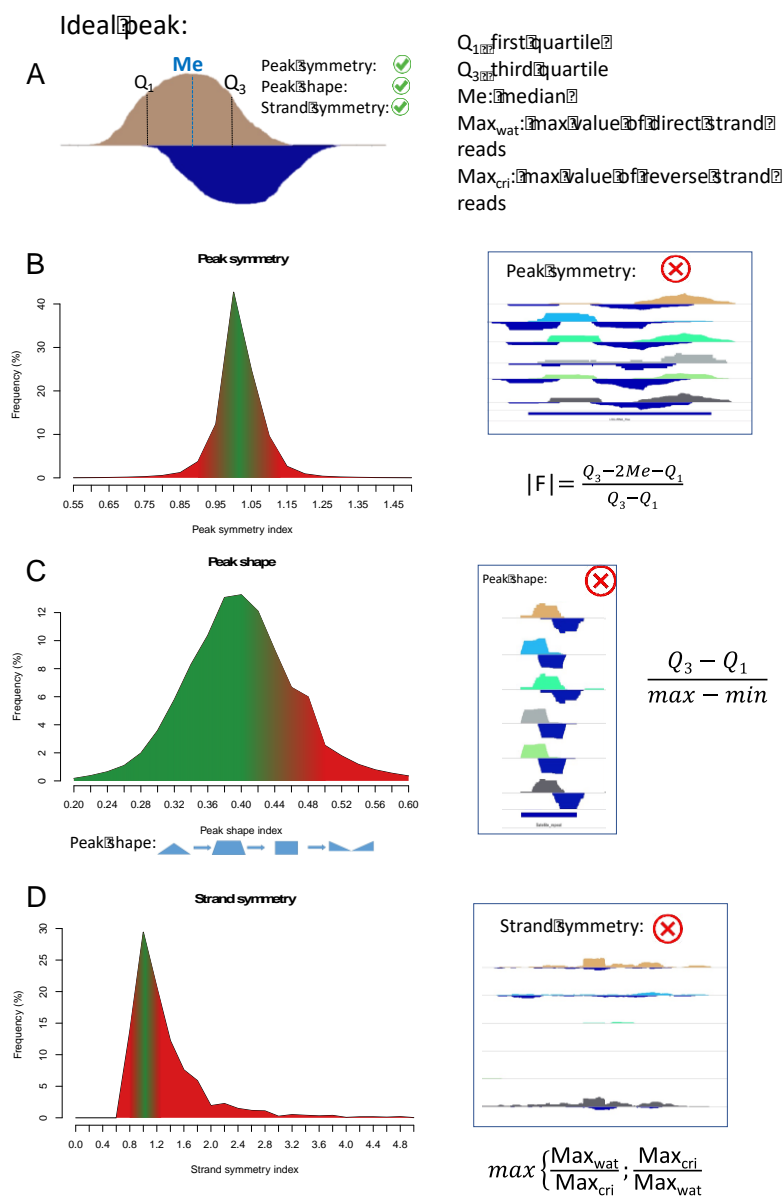 Ideal peak:
A
Me
Q1
Q3
Peak symmetry:
Peak shape:
Strand symmetry:
Q1 first quartile
Q3 third quartile
Me: median
Maxwat: max value of direct strand
reads
Maxcri: max value of reverse strand
reads
B
Peak symmetry
Frequency (%)
40
30
20
10
0
0.55 0.65 0.75 0.85 0.95 1.05 1.15 1.25 1.35 1.45
Peak symmetry index
Peak symmetry:
|F| = Q3−2Me−Q1
Q3−Q1
C
Peak shape
Frequency (%)
12
10
8
6
4
2
0
0.20 0.24 0.28 0.32 0.36 0.40 0.44 0.48 0.52 0.56 0.60
Peak shape index
Peak shape:
Peak shape:
Q3 − Q1
max − min
D
Strand symmetry
Frequency (%)
30
25
20
15
10
5
0
0.0 0.4 0.8 1.2 1.6 2.0 2.4 2.8 3.2 3.6 4.0 4.4 4.8
Strand symmetry index
Strand symmetry:
max { Maxwat ; Maxcri
Maxcri Maxwat